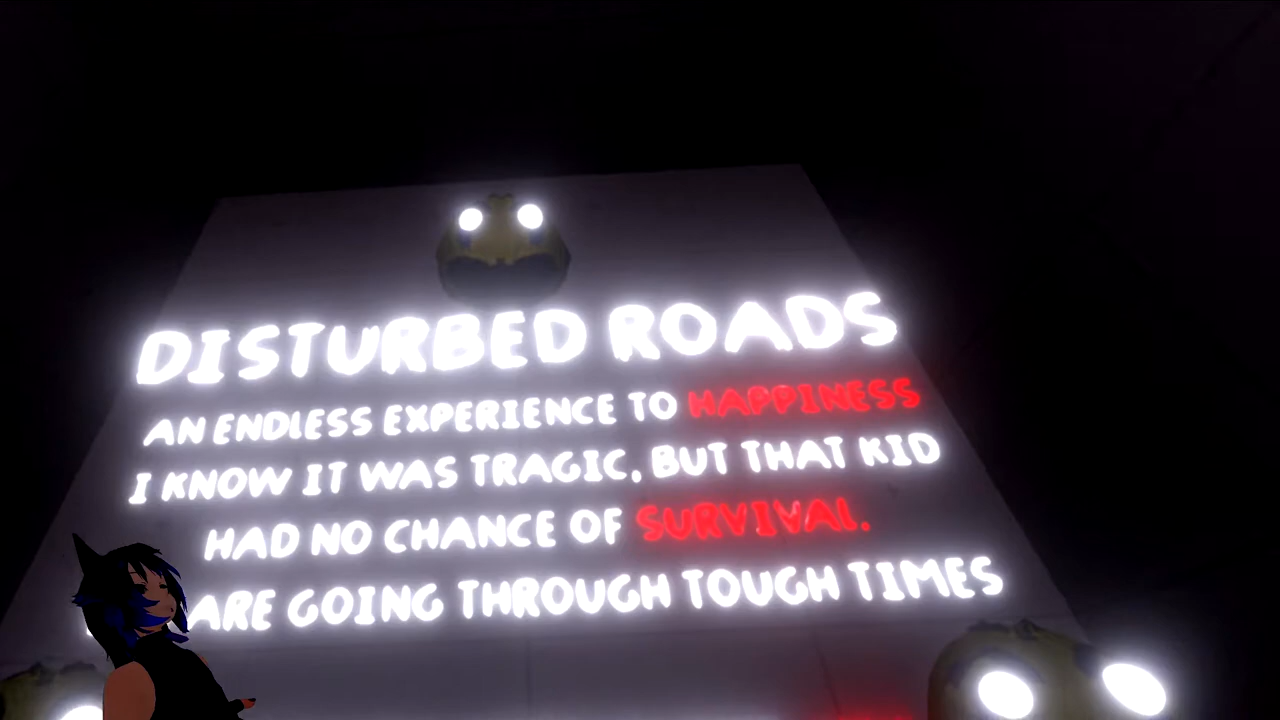 DISTURBED ROADS
AN ENDLESS EXPERIENCE TO HAPPINESS
I KNOW IT WAS TRAGIC, BUT THAT KID
HAD NO CHANCE OF SURVIVAL.
ARE GOING THROUGH TOUGH TIMES